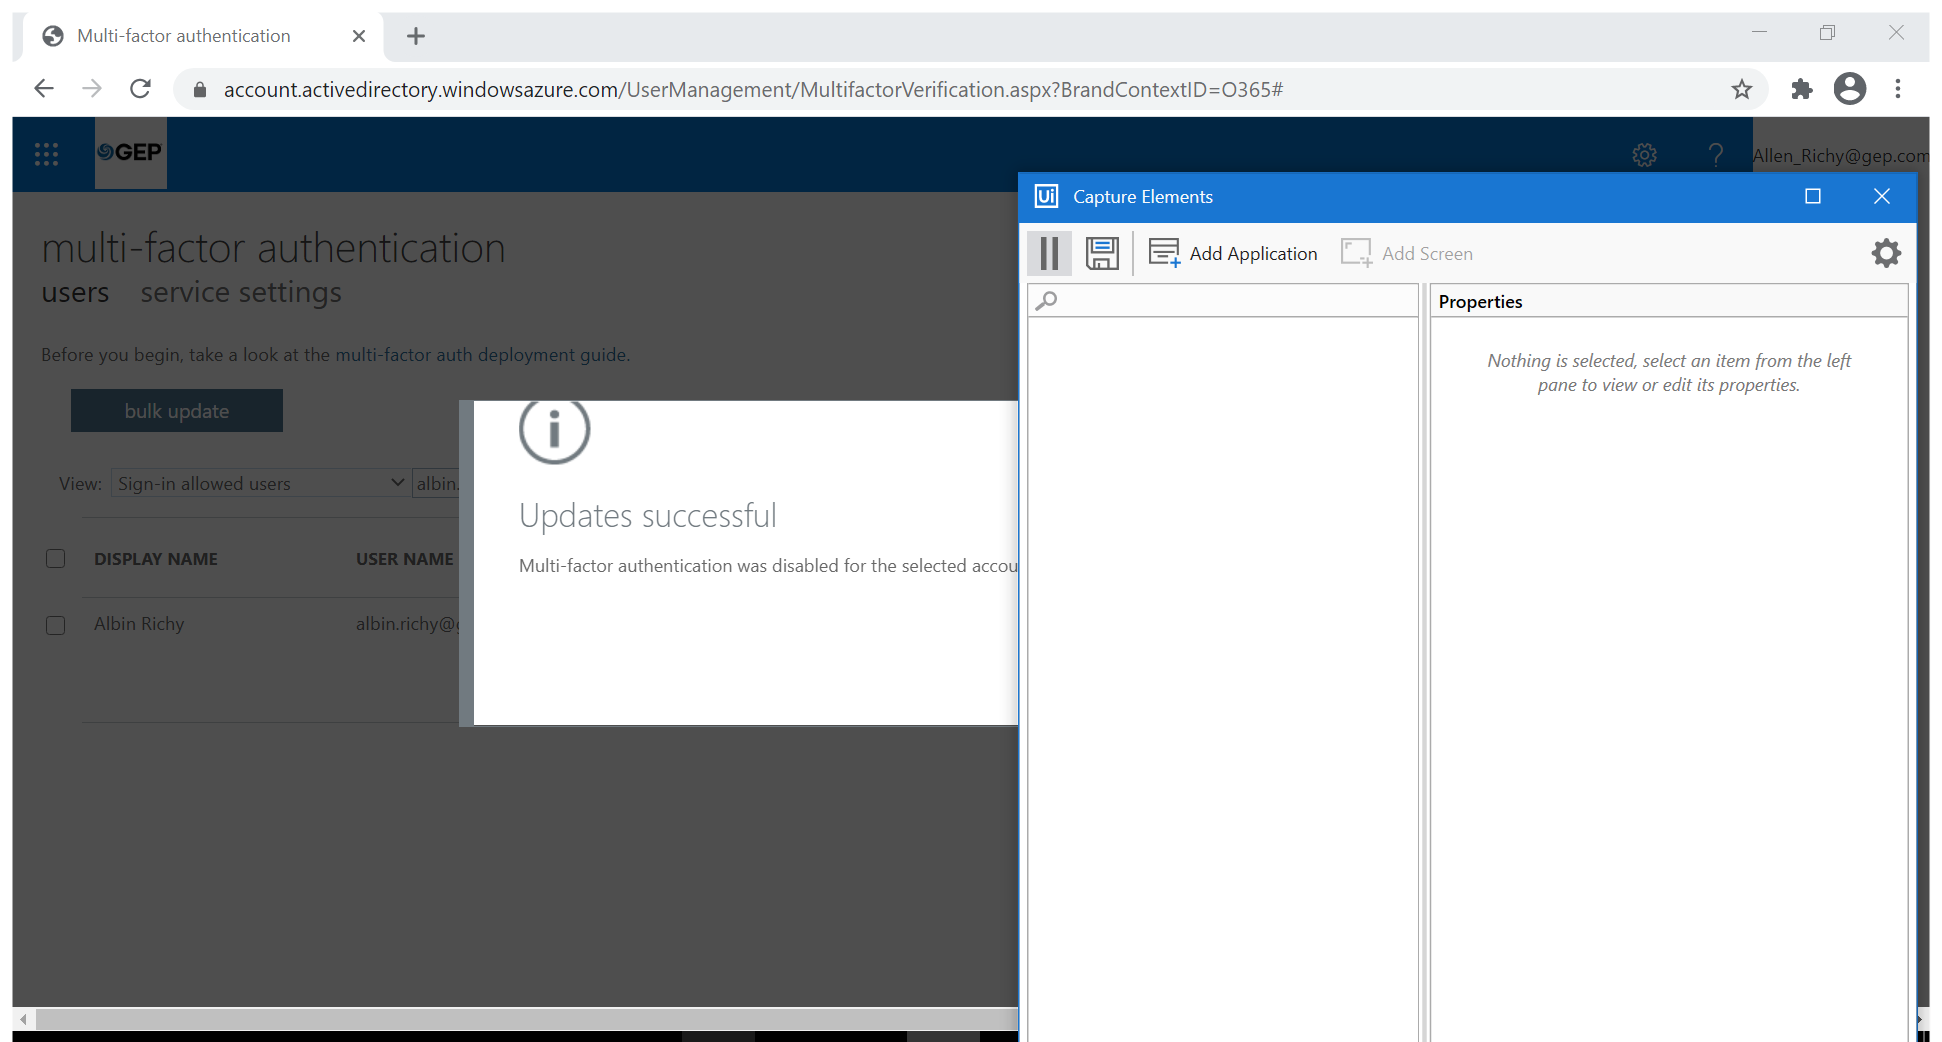 Multi-factor authentication
account.activedirectory.windowsazure.com/UserManagement/MultifactorVerification.aspx?BrandContextID=O365#
GEP
?
Allen_Richy@gep.com
multi-factor authentication
users service settings
Before you begin, take a look at the multi-factor auth deployment guide.
bulk update
View: Sign-in allowed users albin.
DISPLAY NAME USER NAME
Albin Richy albin.richy@g
i
Updates successful
Multi-factor authentication was disabled for the selected accou
Ui Capture Elements
Add Application Add Screen
Properties
Nothing is selected, select an item from the left
pane to view or edit its properties.